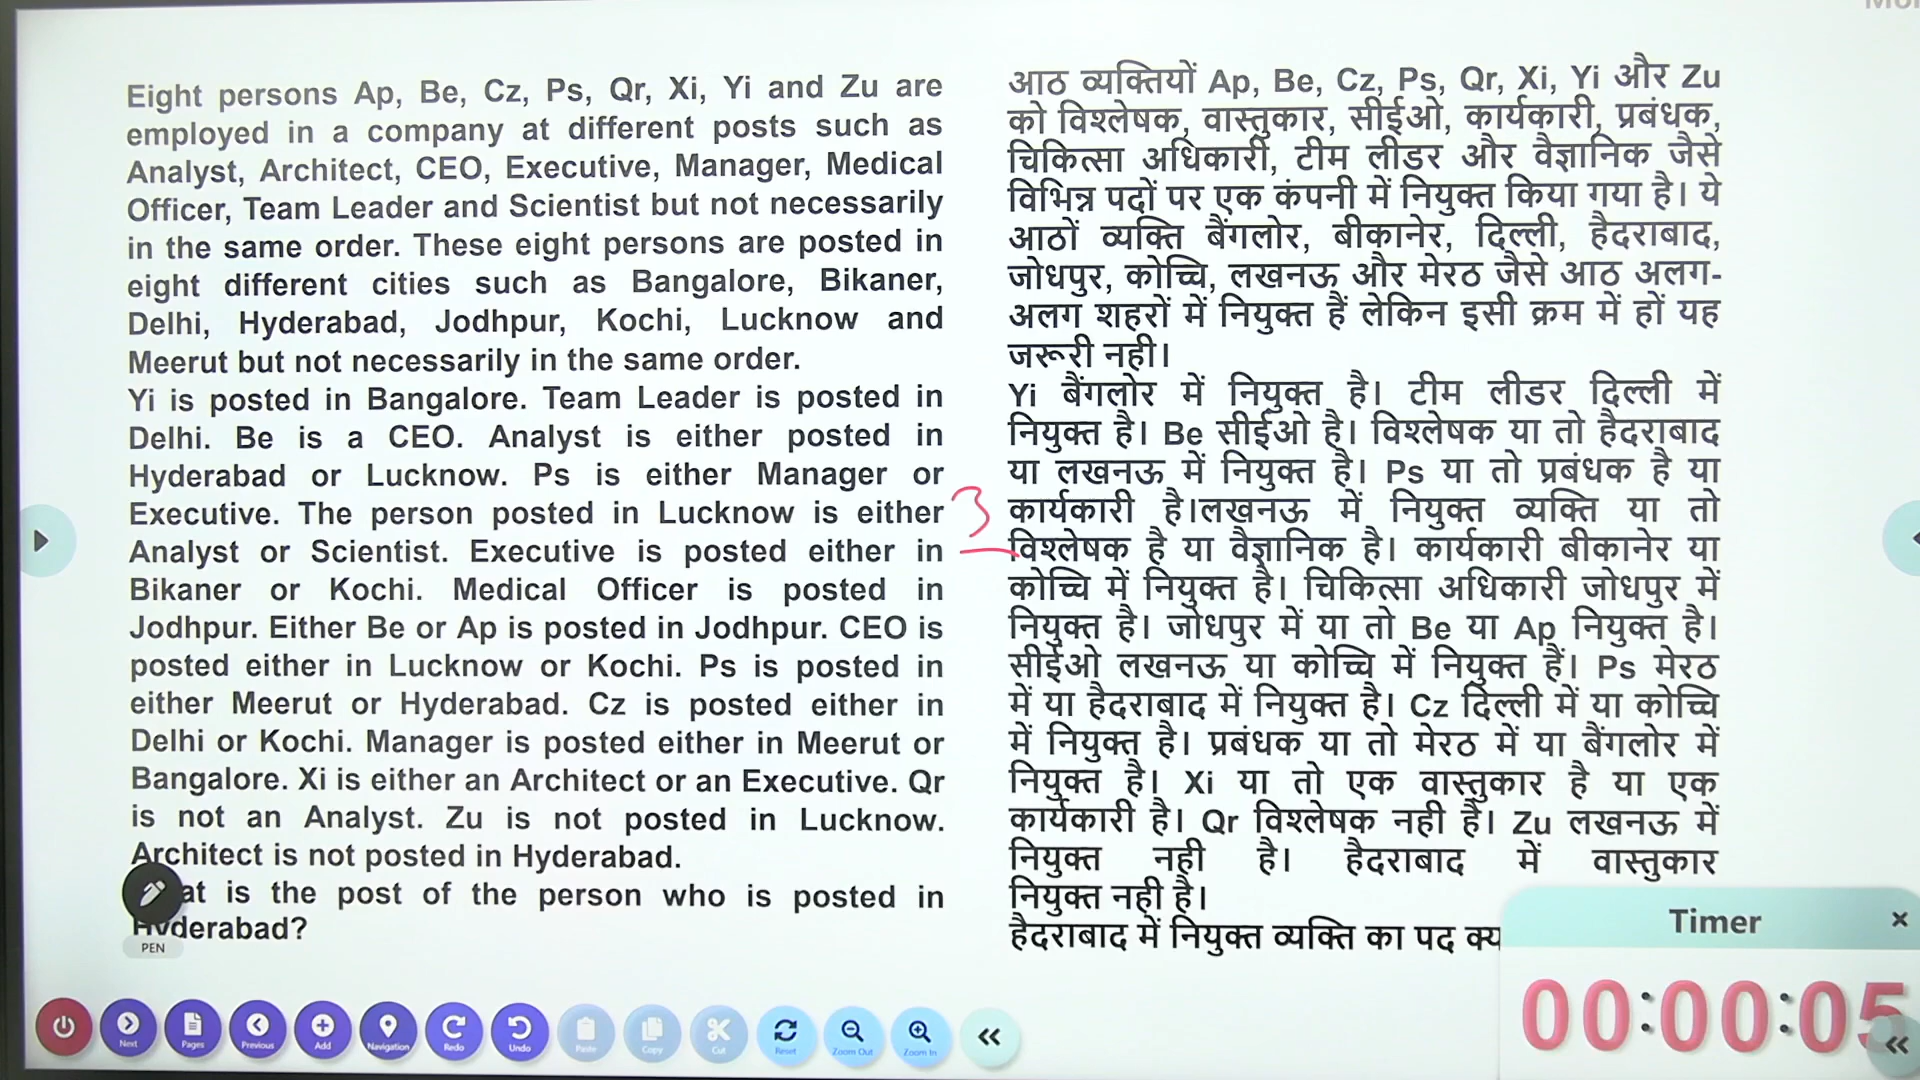 Eight persons Ap, Be, Cz, Ps, Qr, Xi, Yi and Zu are
employed in a company at different posts such as
Analyst, Architect, CEO, Executive, Manager, Medical
Officer, Team Leader and Scientist but not necessarily
in the same order. These eight persons are posted in
eight different cities such as Bangalore, Bikaner,
Delhi, Hyderabad, Jodhpur, Kochi, Lucknow and
Meerut but not necessarily in the same order.
Yi is posted in Bangalore. Team Leader is posted in
Delhi. Be is a CEO. Analyst is either posted in
Hyderabad or Lucknow. Ps is either Manager or
Executive. The person posted in Lucknow is either
Analyst or Scientist. Executive is posted either in
Bikaner or Kochi. Medical Officer is posted in
Jodhpur. Either Be or Ap is posted in Jodhpur. CEO is
posted either in Lucknow or Kochi. Ps is posted in
either Meerut or Hyderabad. Cz is posted either in
Delhi or Kochi. Manager is posted either in Meerut or
Bangalore. Xi is either an Architect or an Executive. Qr
is not an Analyst. Zu is not posted in Lucknow.
Architect is not posted in Hyderabad.
at is the post of the person who is posted in
Hyderabad?
3
आठ व्यक्तियों Ap, Be, Cz, Ps, Qr, Xi, Yi और Zu
को विश्लेषक, वास्तुकार, सीईओ, कार्यकारी, प्रबंधक,
चिकित्सा अधिकारी, टीम लीडर और वैज्ञानिक जैसे
विभिन्न पदों पर एक कंपनी में नियुक्त किया गया है। ये
आठों व्यक्ति बैंगलोर, बीकानेर, दिल्ली, हैदराबाद,
जोधपुर, कोच्चि, लखनऊ और मेरठ जैसे आठ अलग-
अलग शहरों में नियुक्त हैं लेकिन इसी क्रम में हों यह
जरूरी नही।
Yi बैंगलोर में नियुक्त है। टीम लीडर दिल्ली में
नियुक्त है। Be सीईओ है। विश्लेषक या तो हैदराबाद
या लखनऊ में नियुक्त है। Ps या तो प्रबंधक है या
कार्यकारी है।लखनऊ में नियुक्त व्यक्ति या तो
विश्लेषक है या वैज्ञानिक है। कार्यकारी बीकानेर या
कोच्चि में नियुक्त है। चिकित्सा अधिकारी जोधपुर में
नियुक्त है। जोधपुर में या तो Be या Ap नियुक्त है।
सीईओ लखनऊ या कोच्चि में नियुक्त हैं। Ps मेरठ
में या हैदराबाद में नियुक्त है। Cz दिल्ली में या कोच्चि
में नियुक्त है। प्रबंधक या तो मेरठ में या बैंगलोर में
नियुक्त है। Xi या तो एक वास्तुकार है या एक
कार्यकारी है। Qr विश्लेषक नही है। Zu लखनऊ में
नियुक्त नही है। हैदराबाद में वास्तुकार
नियुक्त नही है।
हैदराबाद में नियुक्त व्यक्ति का पद क्य
PEN
Timer
00:00:05
Next
Pages
Previous
Add
Navigation
Redo
Undo
Paste
Copy
Cut
Reset
Zoom Out
Zoom In